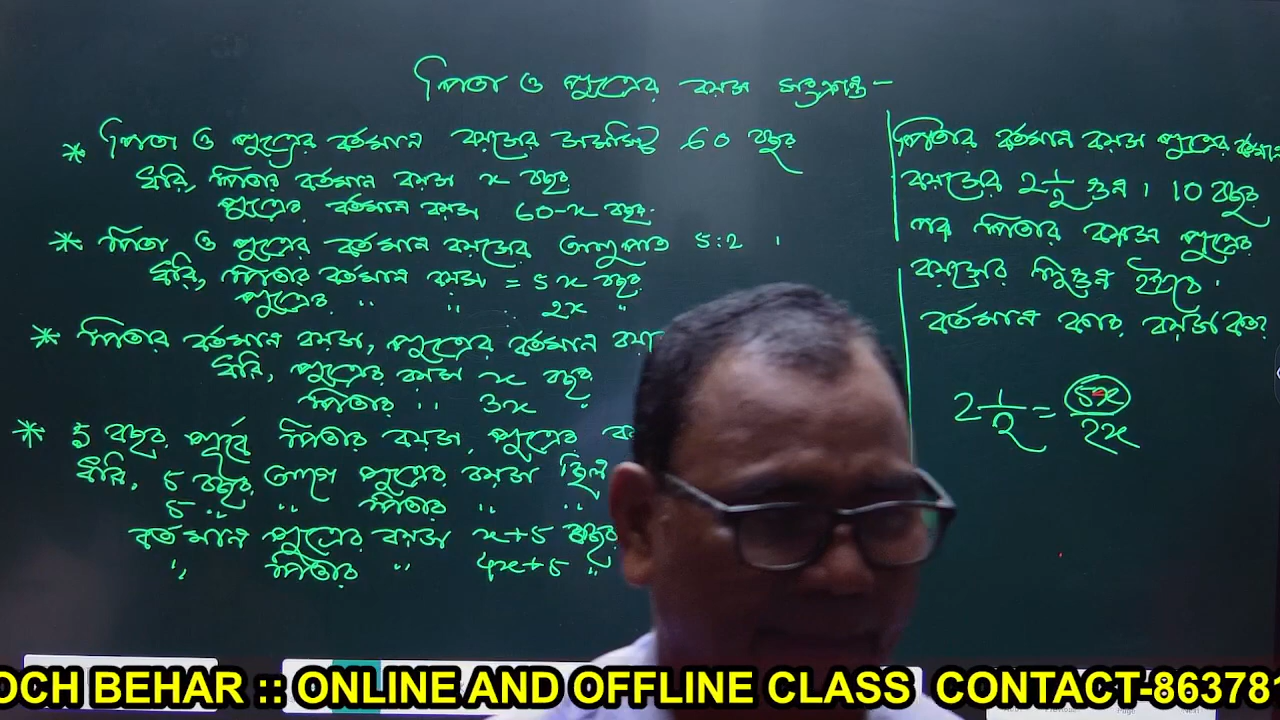 পিতা ও পুত্রের বয়স সংক্রান্ত -
* পিতা ও পুত্রের বর্তমান বয়সের সমষ্টি 60 বছর
ধরি, পিতার বর্তমান বয়স x বছর
পুত্রের বর্তমান বয়স 60-x বছর.
* পিতা ও পুত্রের বর্তমান বয়সের অনুপাত 5:2 ।
ধরি, পিতার বর্তমান বয়স = 5x বছর
পুত্রের " " 2x "
* পিতার বর্তমান বয়স, পুত্রের বর্তমান
ধরি, পুত্রের বয়স x বছর
পিতার " 3x
* 5 বছর পূর্বে পিতার বয়স, পুত্রের
ধরি, 5 বছর আগে পুত্রের বয়স ছিল
5 " " পিতার " "
বর্তমান পুত্রের বয়স x+5 বছর
" পিতার " 4x+5 "
পিতার বর্তমান বয়স পুত্রের বর্তমান
বয়সের 2 1/2 গুন । 10 বছর
পর পিতার বয়স পুত্রের
বয়সের দ্বিগুন হইবে ।
বর্তমান কার বয়স কত?
2 1/2 = 5x/2x
OCH BEHAR :: ONLINE AND OFFLINE CLASS CONTACT-863781